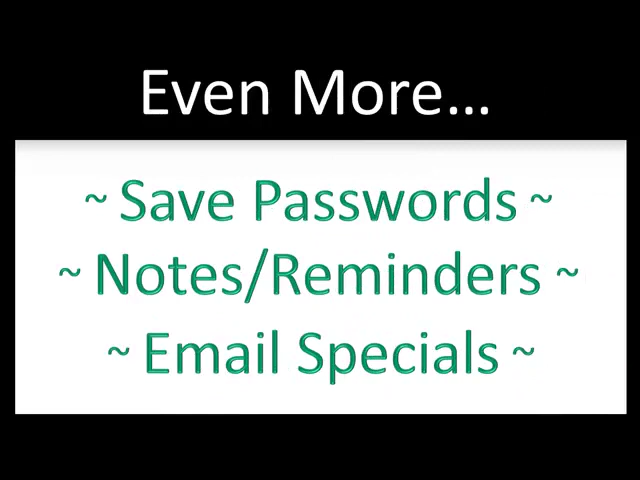 Even More...
~ Save Passwords ~
~ Notes/Reminders ~
~ Email Specials ~